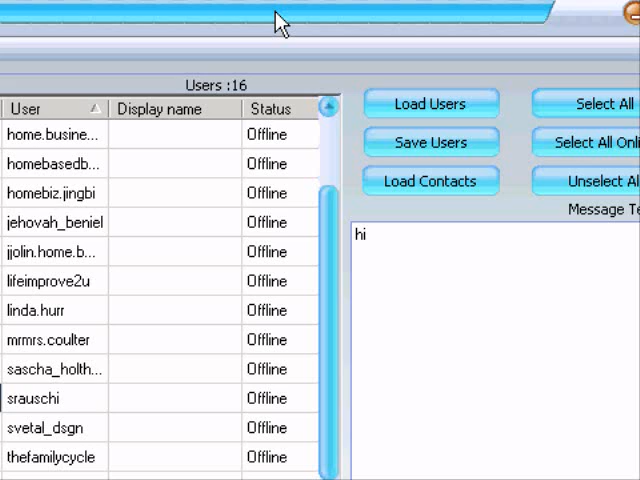 Users :16
User Display name Status
home.busine... Offline
homebasedb... Offline
homebiz.jingbi Offline
jehovah_beniel Offline
jjolin.home.b... Offline
lifeimprove2u Offline
linda.hurr Offline
mrmrs.coulter Offline
sascha_holth... Offline
srauschi Offline
svetal_dsgn Offline
thefamilycycle Offline
Load Users Select All
Save Users Select All Onli
Load Contacts Unselect Al
Message Te
hi